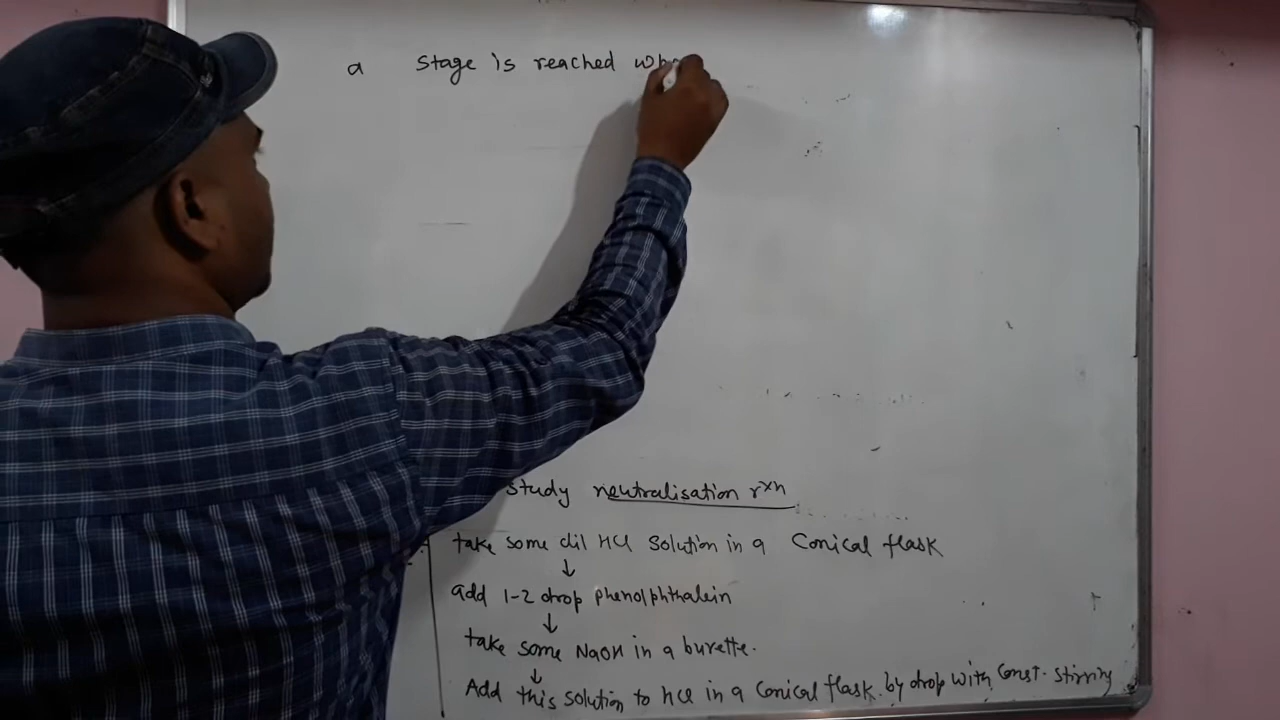 a stage is reached
study neutralisation rxn
take some dil HCl solution in a Conical flask
↓
add 1-2 drop phenolphthalein
↓
take some NaOH in a burette.
↓
Add this solution to HCl in a Conical flask. by drop with Const. stirring